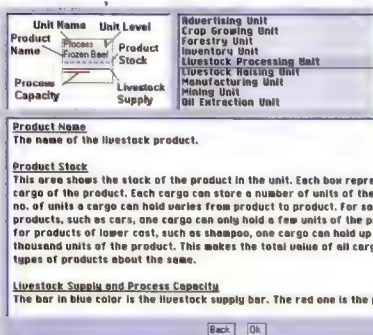 Unit Name Unit Level
Product Name
Process
Frozen Beef
Product Stock
Process Capacity
Livestock Supply
Advertising Unit
Crop Growing Unit
Forestry Unit
Inventory Unit
Livestock Processing Unit
Livestock Raising Unit
Manufacturing Unit
Mining Unit
Oil Extraction Unit
Product Name
The name of the livestock product.
Product Stock
This area shows the stock of the product in the unit. Each box repre
cargo of the product. Each cargo can store a number of units of the
no. of units a cargo can hold varies from product to product. For so
products, such as cars, one cargo can only hold a few units of the p
for products of lower cost, such as shampoo, one cargo can hold up
thousand units of the product. This makes the total value of all carg
types of products about the same.
Livestock Supply and Process Capacity
The bar in blue color is the livestock supply bar. The red one is the p
Back Ok